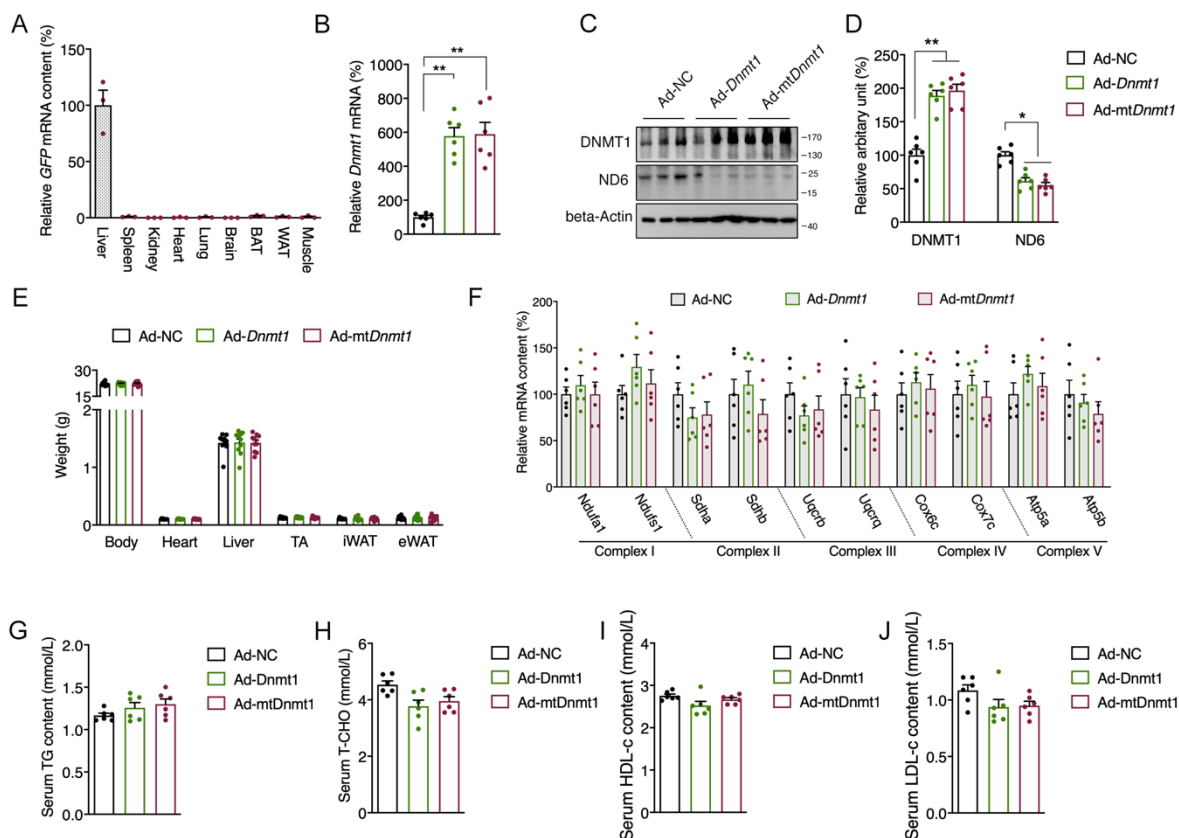 A
Relative GFP mRNA content (%)
150
100
50
0
Liver
Spleen
Kidney
Heart
Lung
Brain
BAT
WAT
Muscle
B
Relative Dnmt1 mRNA (%)
1000
800
600
400
200
0
**
**
C
Ad-NC
Ad-Dnmt1
Ad-mtDnmt1
DNMT1
ND6
beta-Actin
-170
-130
-25
-15
-40
D
Relative arbitary unit (%)
250
200
150
100
50
0
**
*
DNMT1
ND6
Ad-NC
Ad-Dnmt1
Ad-mtDnmt1
E
Ad-NC
Ad-Dnmt1
Ad-mtDnmt1
Weight (g)
30
15
2
1
0
Body
Heart
Liver
TA
iWAT
eWAT
F
Ad-NC
Ad-Dnmt1
Ad-mtDnmt1
Relative mRNA content (%)
200
150
100
50
0
Ndufa1
Ndufs1
Sdha
Sdhb
Uqcrb
Uqcrq
Cox6c
Cox7c
Atp5a
Atp5b
Complex I
Complex II
Complex III
Complex IV
Complex V
G
Serum TG content (mmol/L)
2.0
1.5
1.0
0.5
0.0
Ad-NC
Ad-Dnmt1
Ad-mtDnmt1
H
Serum T-CHO (mmol/L)
6
4
2
0
Ad-NC
Ad-Dnmt1
Ad-mtDnmt1
I
Serum HDL-c content (mmol/L)
4
3
2
1
0
Ad-NC
Ad-Dnmt1
Ad-mtDnmt1
J
Serum LDL-c content (mmol/L)
1.5
1.0
0.5
0.0
Ad-NC
Ad-Dnmt1
Ad-mtDnmt1